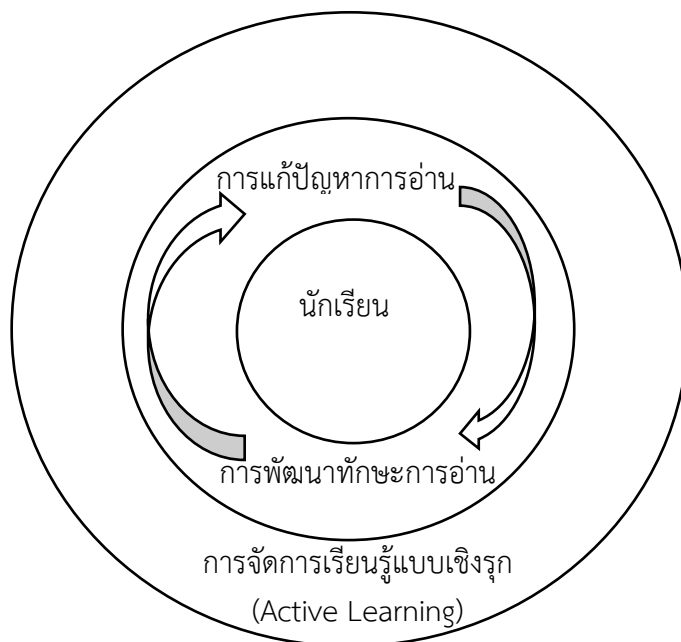 การแก้ปัญหาการอ่าน
นักเรียน
การพัฒนาทักษะการอ่าน
การจัดการเรียนรู้แบบเชิงรุก
(Active Learning)